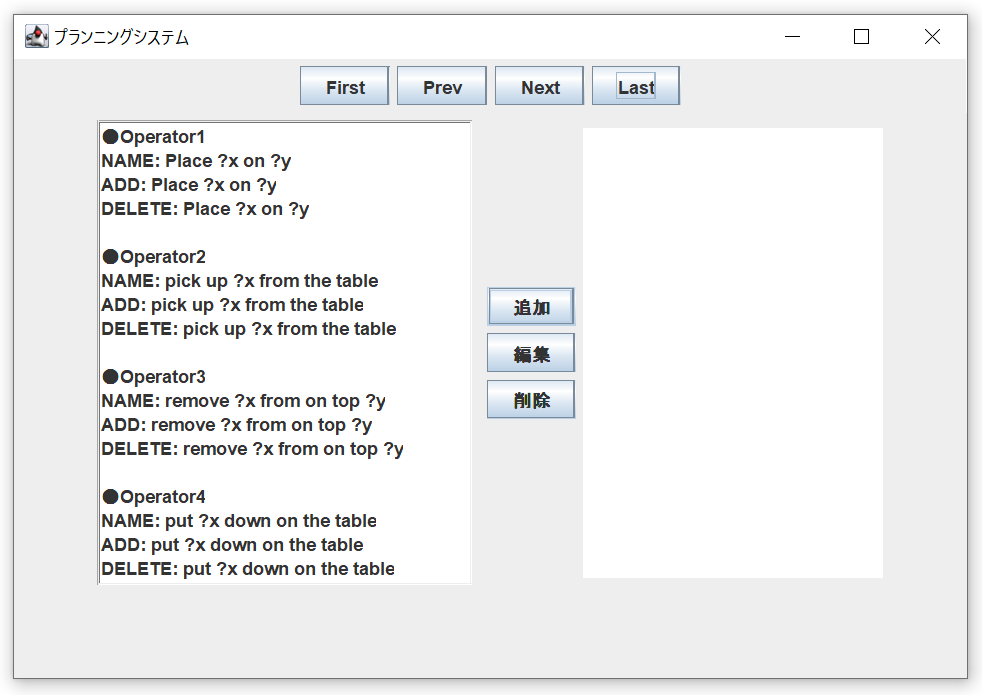 プランニングシステム
First Prev Next Last
●Operator1
NAME: Place ?x on ?y
ADD: Place ?x on ?y
DELETE: Place ?x on ?y
●Operator2
NAME: pick up ?x from the table
ADD: pick up ?x from the table
DELETE: pick up ?x from the table
●Operator3
NAME: remove ?x from on top ?y
ADD: remove ?x from on top ?y
DELETE: remove ?x from on top ?y
●Operator4
NAME: put ?x down on the table
ADD: put ?x down on the table
DELETE: put ?x down on the table
追加
編集
削除